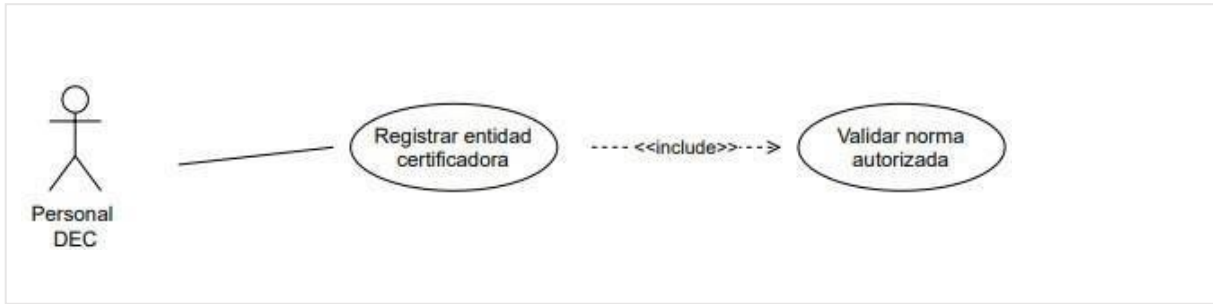 Personal
DEC
Registrar entidad
certificadora
<<include>>
Validar norma
autorizada